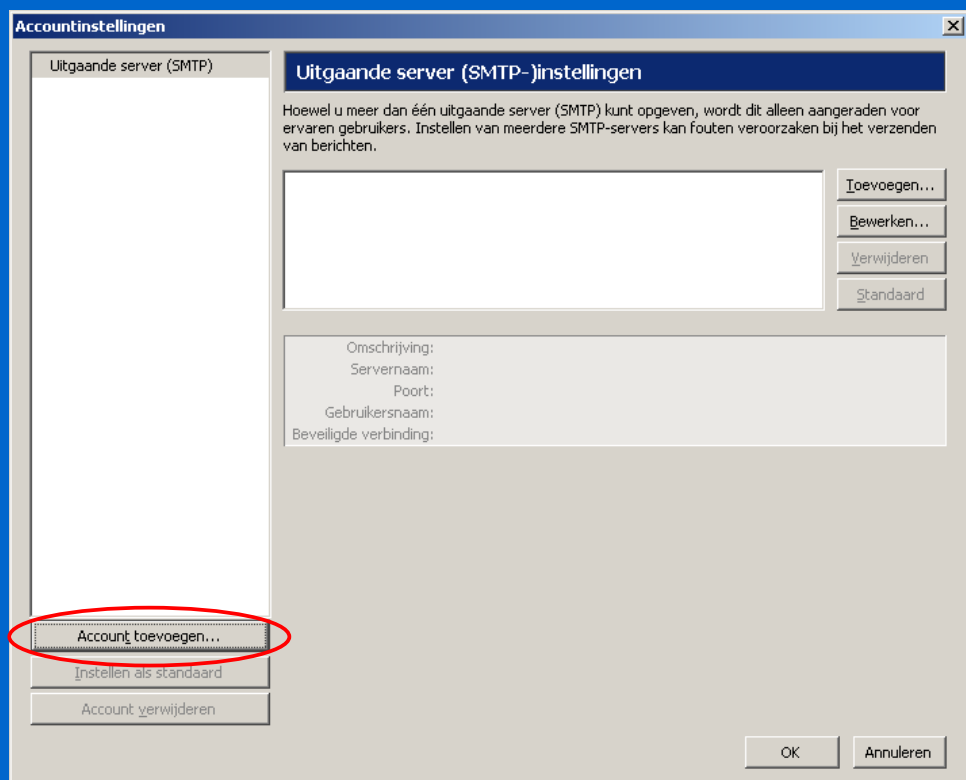 Accountinstellingen
Uitgaande server (SMTP)
Uitgaande server (SMTP-)instellingen
Hoewel u meer dan één uitgaande server (SMTP) kunt opgeven, wordt dit alleen aangeraden voor
ervaren gebruikers. Instellen van meerdere SMTP-servers kan fouten veroorzaken bij het verzenden
van berichten.
Toevoegen...
Bewerken...
Verwijderen
Standaard
Omschrijving:
Servernaam:
Poort:
Gebruikersnaam:
Beveiligde verbinding:
Account toevoegen...
Instellen als standaard
Account verwijderen
OK
Annuleren